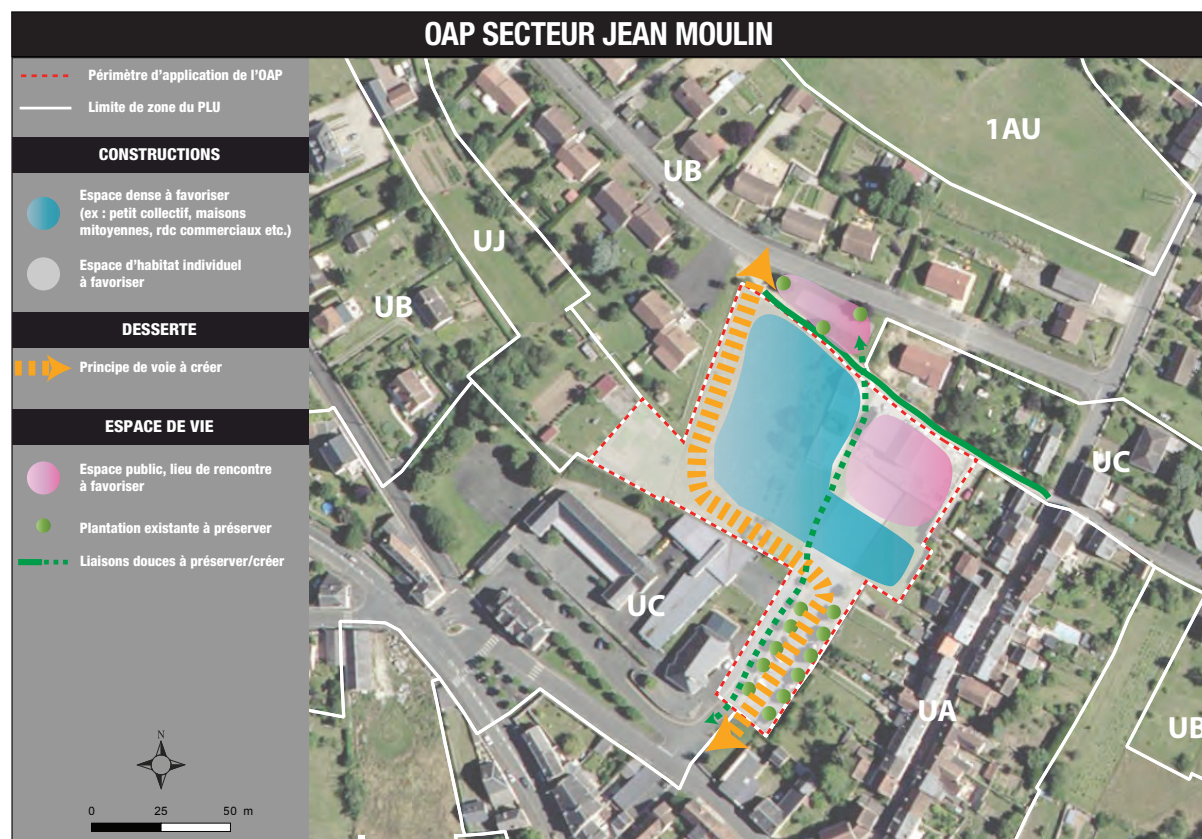 OAP SECTEUR JEAN MOULIN
Périmètre d'application de l'OAP
Limite de zone du PLU
CONSTRUCTIONS
Espace dense à favoriser
(ex : petit collectif, maisons
mitoyennes, rdc commerciaux etc.)
Espace d'habitat individuel
à favoriser
DESSERTE
Principe de voie à créer
ESPACE DE VIE
Espace public, lieu de rencontre
à favoriser
Plantation existante à préserver
Liaisons douces à préserver/créer
N
0 25 50 m
1AU
UB
UJ
UB
UC
UC
UA
UB